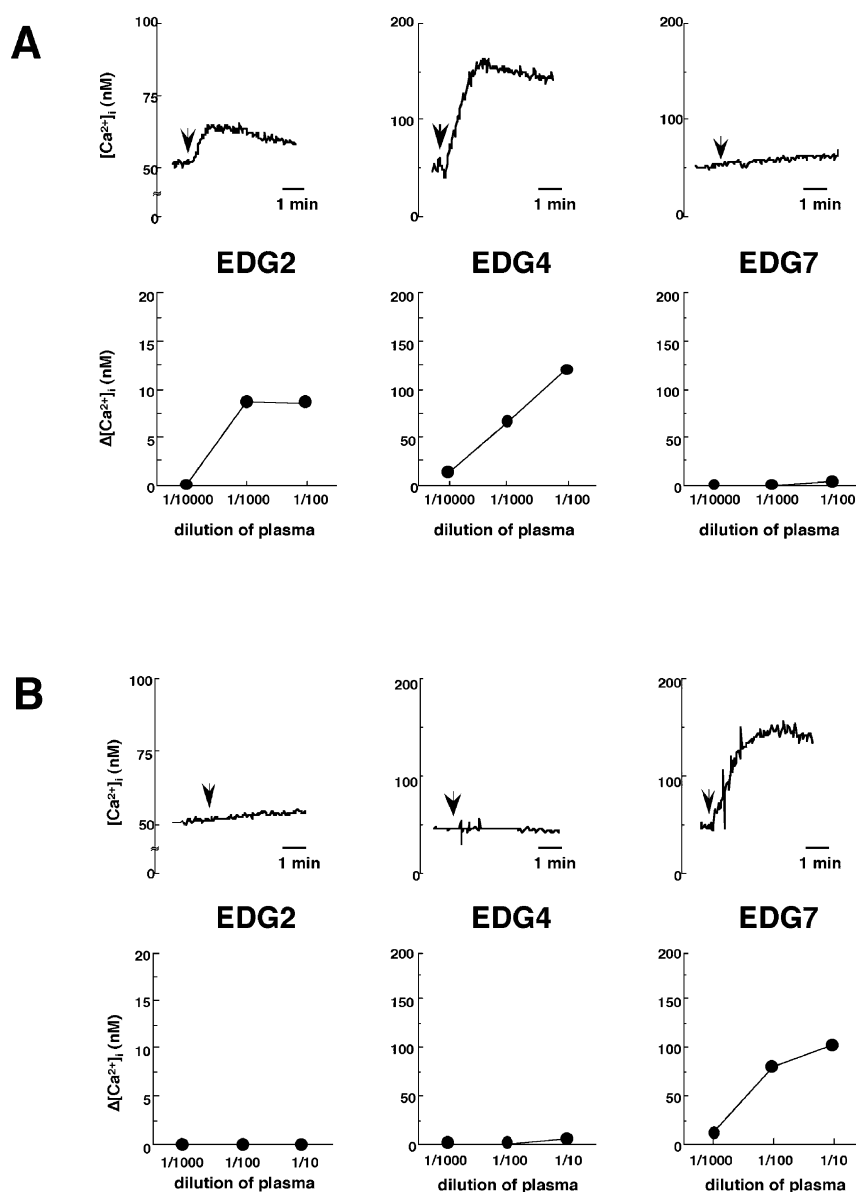 A
[Ca²⁺]ᵢ (nM)
100
75
50
≈
0
1 min
200
100
0
1 min
200
100
0
1 min
EDG2
EDG4
EDG7
Δ[Ca²⁺]ᵢ (nM)
20
15
10
5
0
1/10000 1/1000 1/100
dilution of plasma
200
150
100
50
0
1/10000 1/1000 1/100
dilution of plasma
200
150
100
50
0
1/10000 1/1000 1/100
dilution of plasma
B
[Ca²⁺]ᵢ (nM)
100
75
50
≈
0
1 min
200
100
0
1 min
200
100
0
1 min
EDG2
EDG4
EDG7
Δ[Ca²⁺]ᵢ (nM)
20
15
10
5
0
1/1000 1/100 1/10
dilution of plasma
200
150
100
50
0
1/1000 1/100 1/10
dilution of plasma
200
150
100
50
0
1/1000 1/100 1/10
dilution of plasma